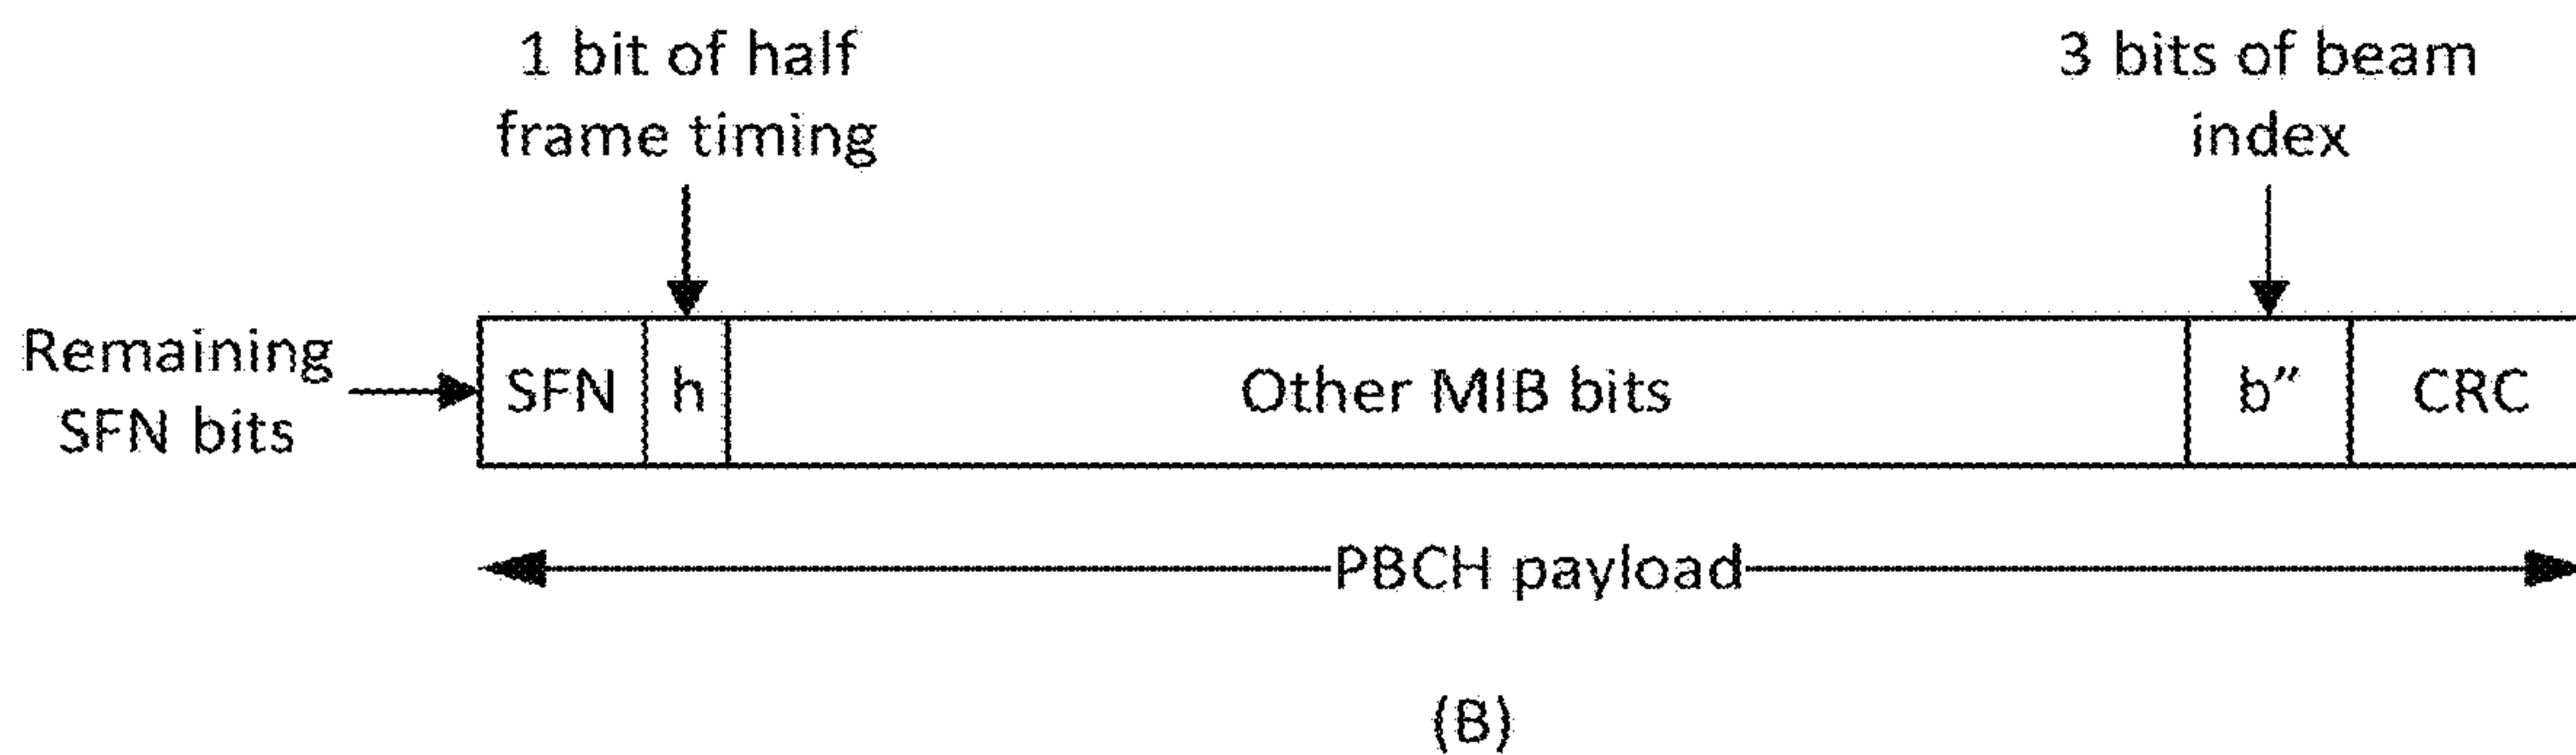 1 bit of half
frame timing
3 bits of beam
index
Remaining
SFN bits
SFN
h
Other MIB bits
b”
CRC
PBCH payload
(B)